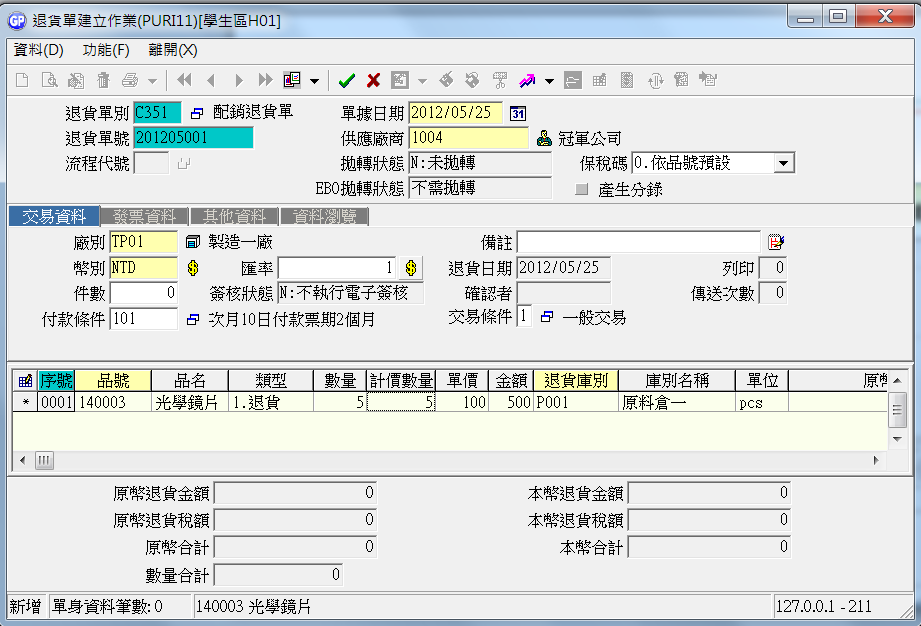 GP 退貨單建立作業(PURI11)[學生區H01]
資料(D) 功能(F) 離開(X)
退貨單別 C351 配銷退貨單 單據日期 2012/05/25 31
退貨單號 201205001 供應廠商 1004 冠軍公司
流程代號 拋轉狀態 N:未拋轉 保稅碼 0.依品號預設
EBO拋轉狀態 不需拋轉 產生分錄
交易資料 發票資料 其他資料 資料瀏覽
廠別 TP01 製造一廠 備註
幣別 NTD 匯率 1 退貨日期 2012/05/25 列印 0
件數 0 簽核狀態 N:不執行電子簽核 確認者 傳送次數 0
付款條件 101 次月10日付款票期2個月 交易條件 1 一般交易
序號 品號 品名 類型 數量 計價數量 單價 金額 退貨庫別 庫別名稱 單位
* 0001 140003 光學鏡片 1.退貨 5 5 100 500 P001 原料倉一 pcs
原幣退貨金額 0 本幣退貨金額 0
原幣退貨稅額 0 本幣退貨稅額 0
原幣合計 0 本幣合計 0
數量合計 0
新增 單身資料筆數: 0 140003 光學鏡片 127.0.0.1 - 211